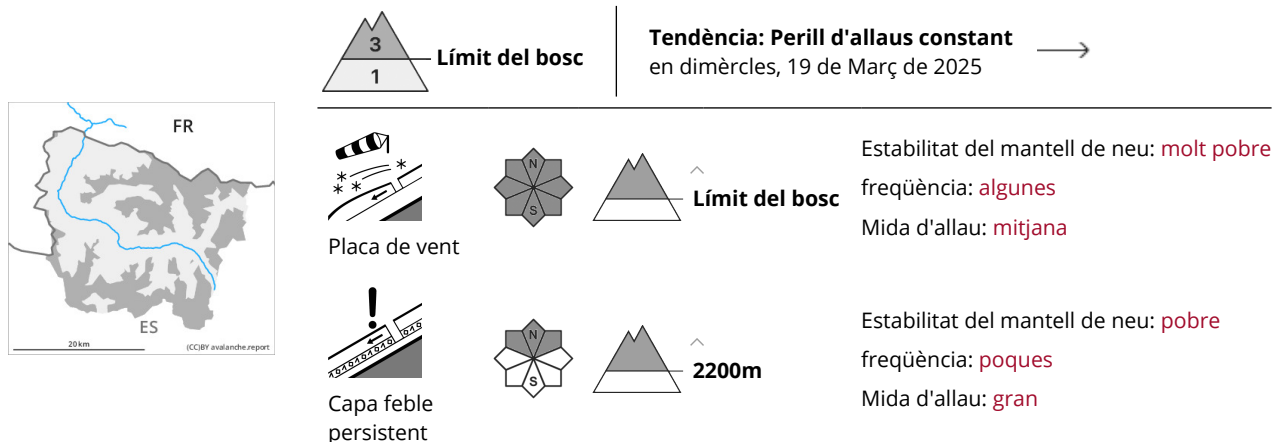 3
1
Límit del bosc
Tendència: Perill d'allaus constant
en dimècres, 19 de Març de 2025
FR
ES
20 km
(CC)BY avalanche.report
N
S
Límit del bosc
Placa de vent
Estabilitat del mantell de neu: molt pobre
freqüència: algunes
Mida d'allau: mitjana
N
S
2200m
Capa feble
persistent
Estabilitat del mantell de neu: pobre
freqüència: poques
Mida d'allau: gran